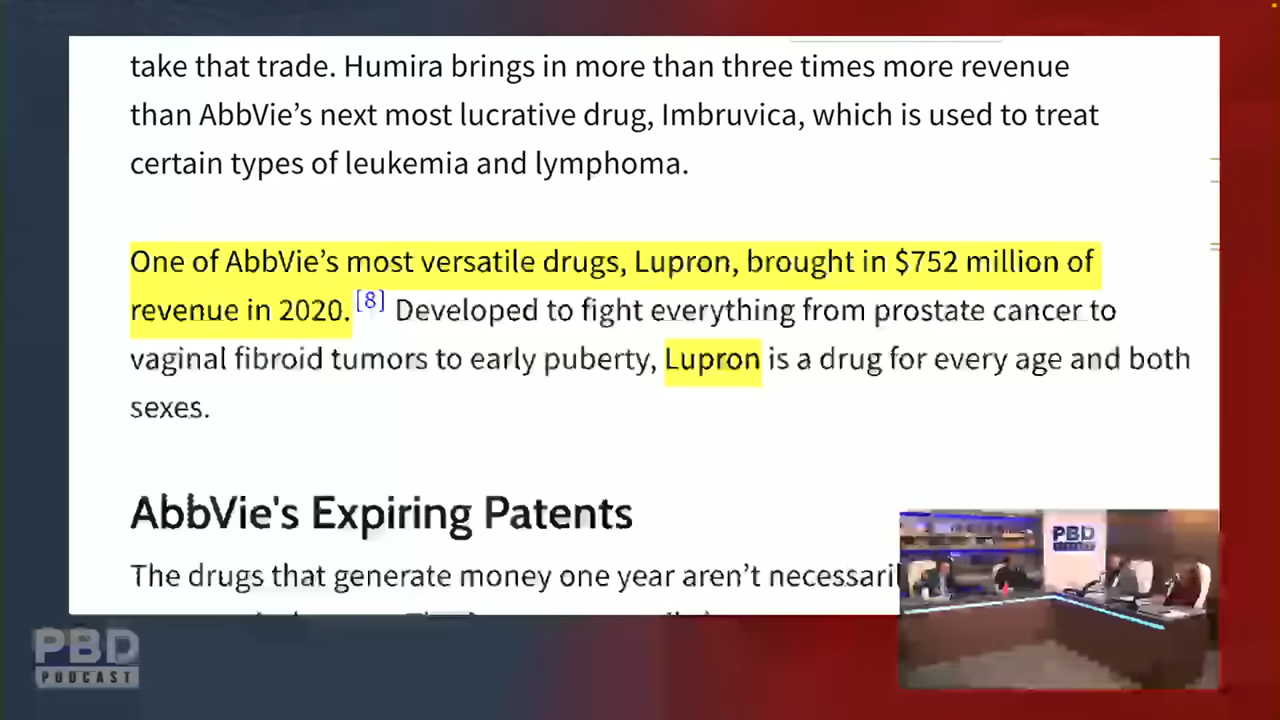 take that trade. Humira brings in more than three times more revenue
than AbbVie’s next most lucrative drug, Imbruvica, which is used to treat
certain types of leukemia and lymphoma.
One of AbbVie’s most versatile drugs, Lupron, brought in $752 million of
revenue in 2020.[8] Developed to fight everything from prostate cancer to
vaginal fibroid tumors to early puberty, Lupron is a drug for every age and both
sexes.
AbbVie's Expiring Patents
The drugs that generate money one year aren’t
PBD
PBD
PODCAST